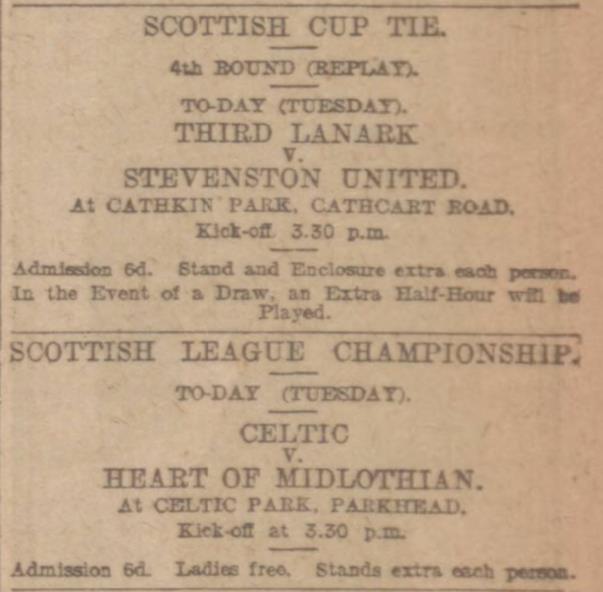 SCOTTISH CUP TIE.
4th ROUND (REPLAY).
TO-DAY (TUESDAY).
THIRD LANARK
V.
STEVENSTON UNITED.
At CATHKIN PARK, CATHCART ROAD.
Kick-off 3.30 p.m.
Admission 6d. Stand and Enclosure extra each person.
In the Event of a Draw, an Extra Half-Hour will be
Played.
SCOTTISH LEAGUE CHAMPIONSHIP.
TO-DAY (TUESDAY).
CELTIC
V.
HEART OF MIDLOTHIAN.
At CELTIC PARK, PARKHEAD.
Kick-off at 3.30 p.m.
Admission 6d. Ladies free. Stands extra each person.